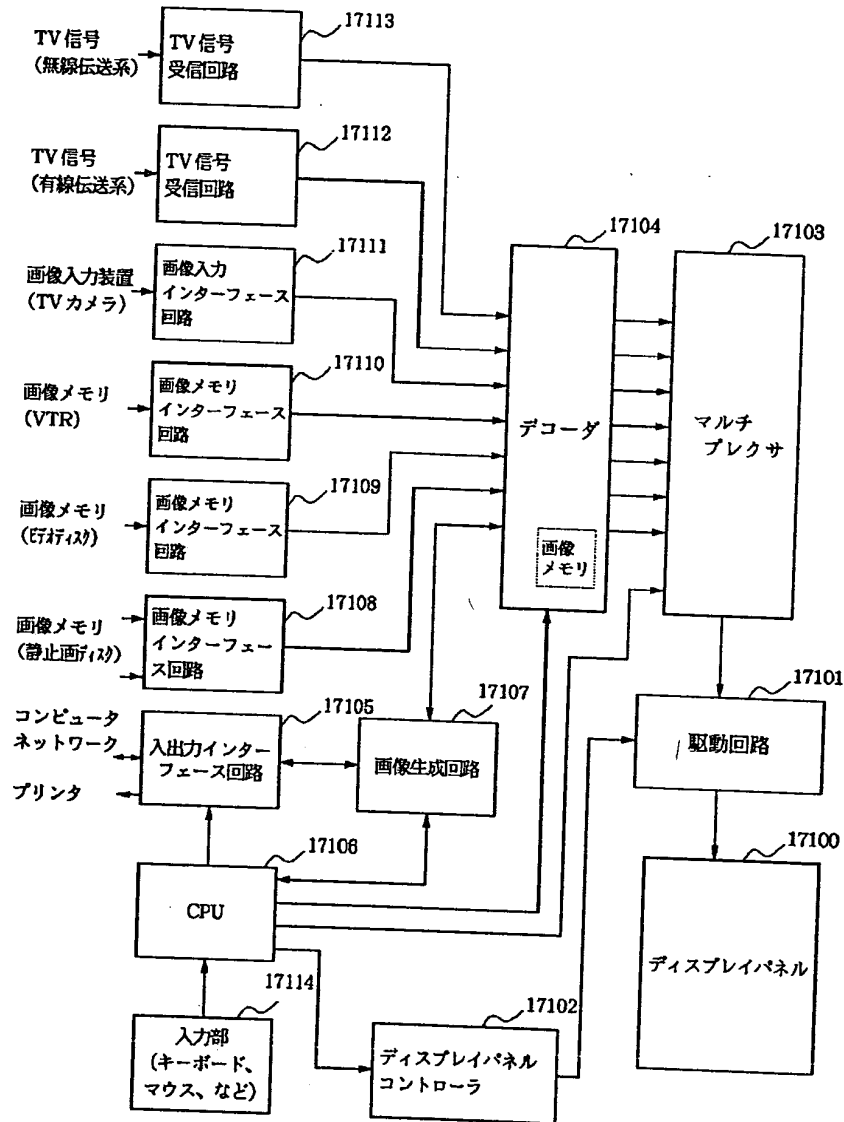 TV信号
(無線伝送系)
TV信号
受信回路
17113
TV信号
(有線伝送系)
TV信号
受信回路
17112
画像入力装置
(TVカメラ)
画像入力
インターフェース
回路
17111
画像メモリ
(VTR)
画像メモリ
インターフェース
回路
17110
画像メモリ
(ビデオディスク)
画像メモリ
インターフェース
回路
17109
画像メモリ
(静止画ディスク)
画像メモリ
インターフェー
ス回路
17108
コンピュータ
ネットワーク
プリンタ
入出力インター
フェース回路
17105
画像生成回路
17107
CPU
17106
入力部
(キーボード、
マウス、など)
17114
デコーダ
画像
メモリ
17104
マルチ
プレクサ
17103
駆動回路
17101
ディスプレイパネル
17100
ディスプレイパネル
コントローラ
17102